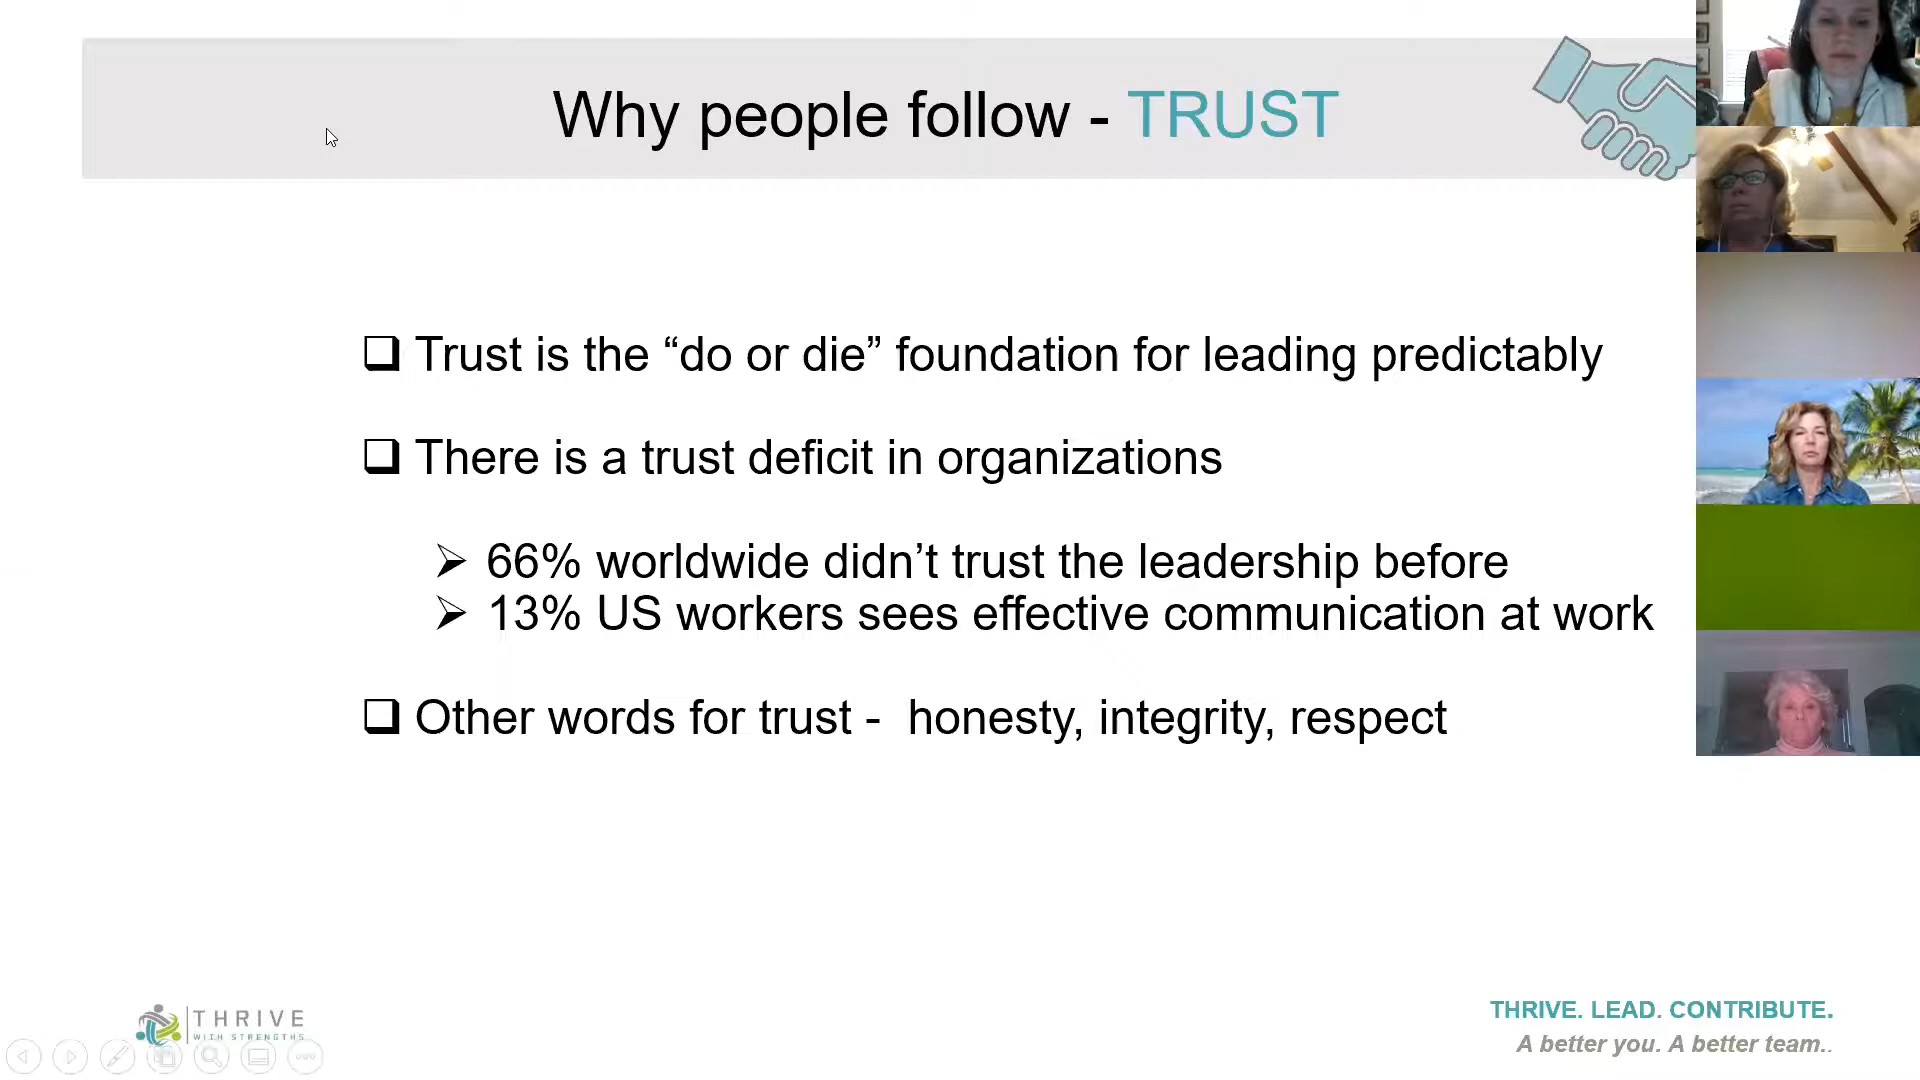 Why people follow - TRUST
Trust is the “do or die” foundation for leading predictably
There is a trust deficit in organizations
66% worldwide didn’t trust the leadership before
13% US workers sees effective communication at work
Other words for trust -  honesty, integrity, respect
THRIVE
WITH STRENGTHS
THRIVE. LEAD. CONTRIBUTE.
A better you. A better team..